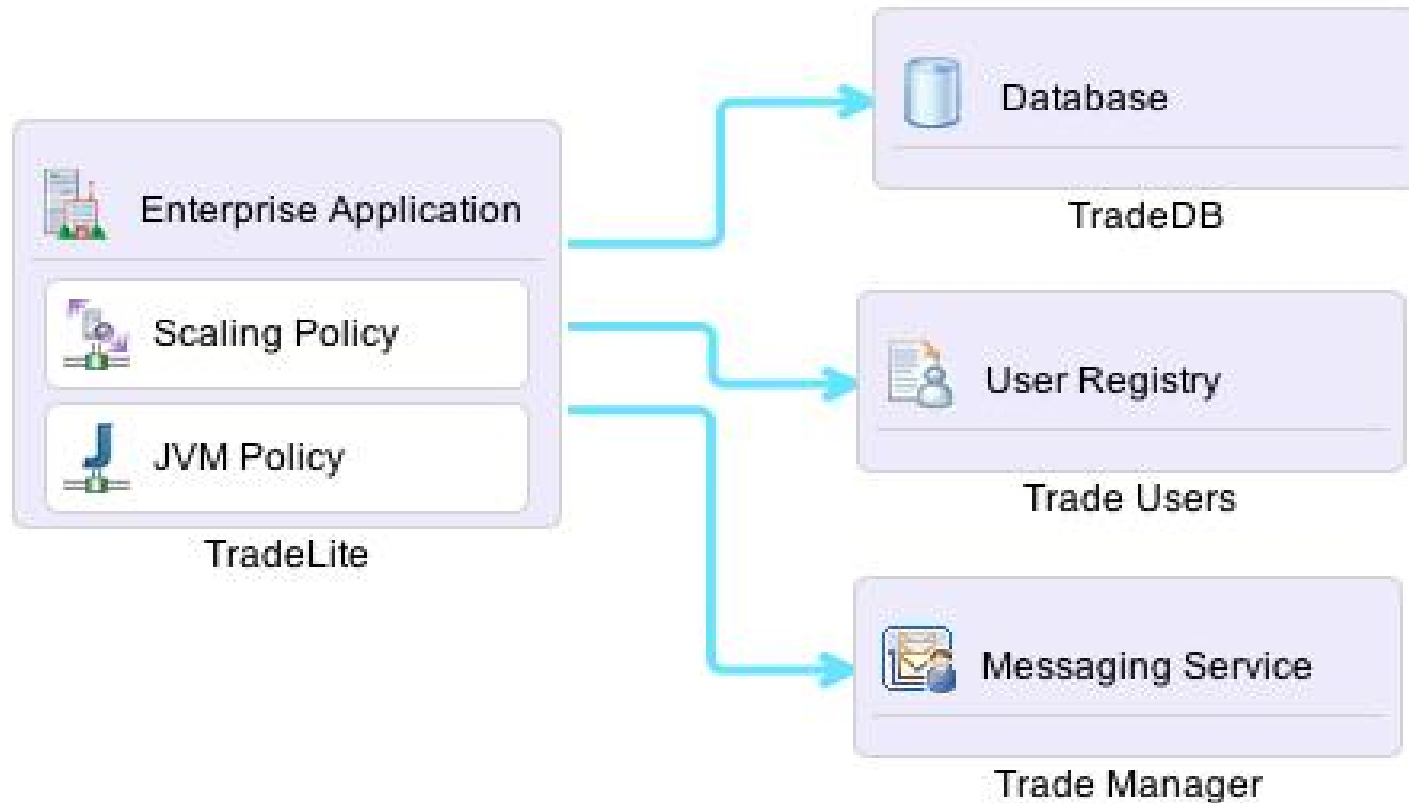 Enterprise Application
Scaling Policy
JVM Policy
TradeLite
Database
TradeDB
User Registry
Trade Users
Messaging Service
Trade Manager